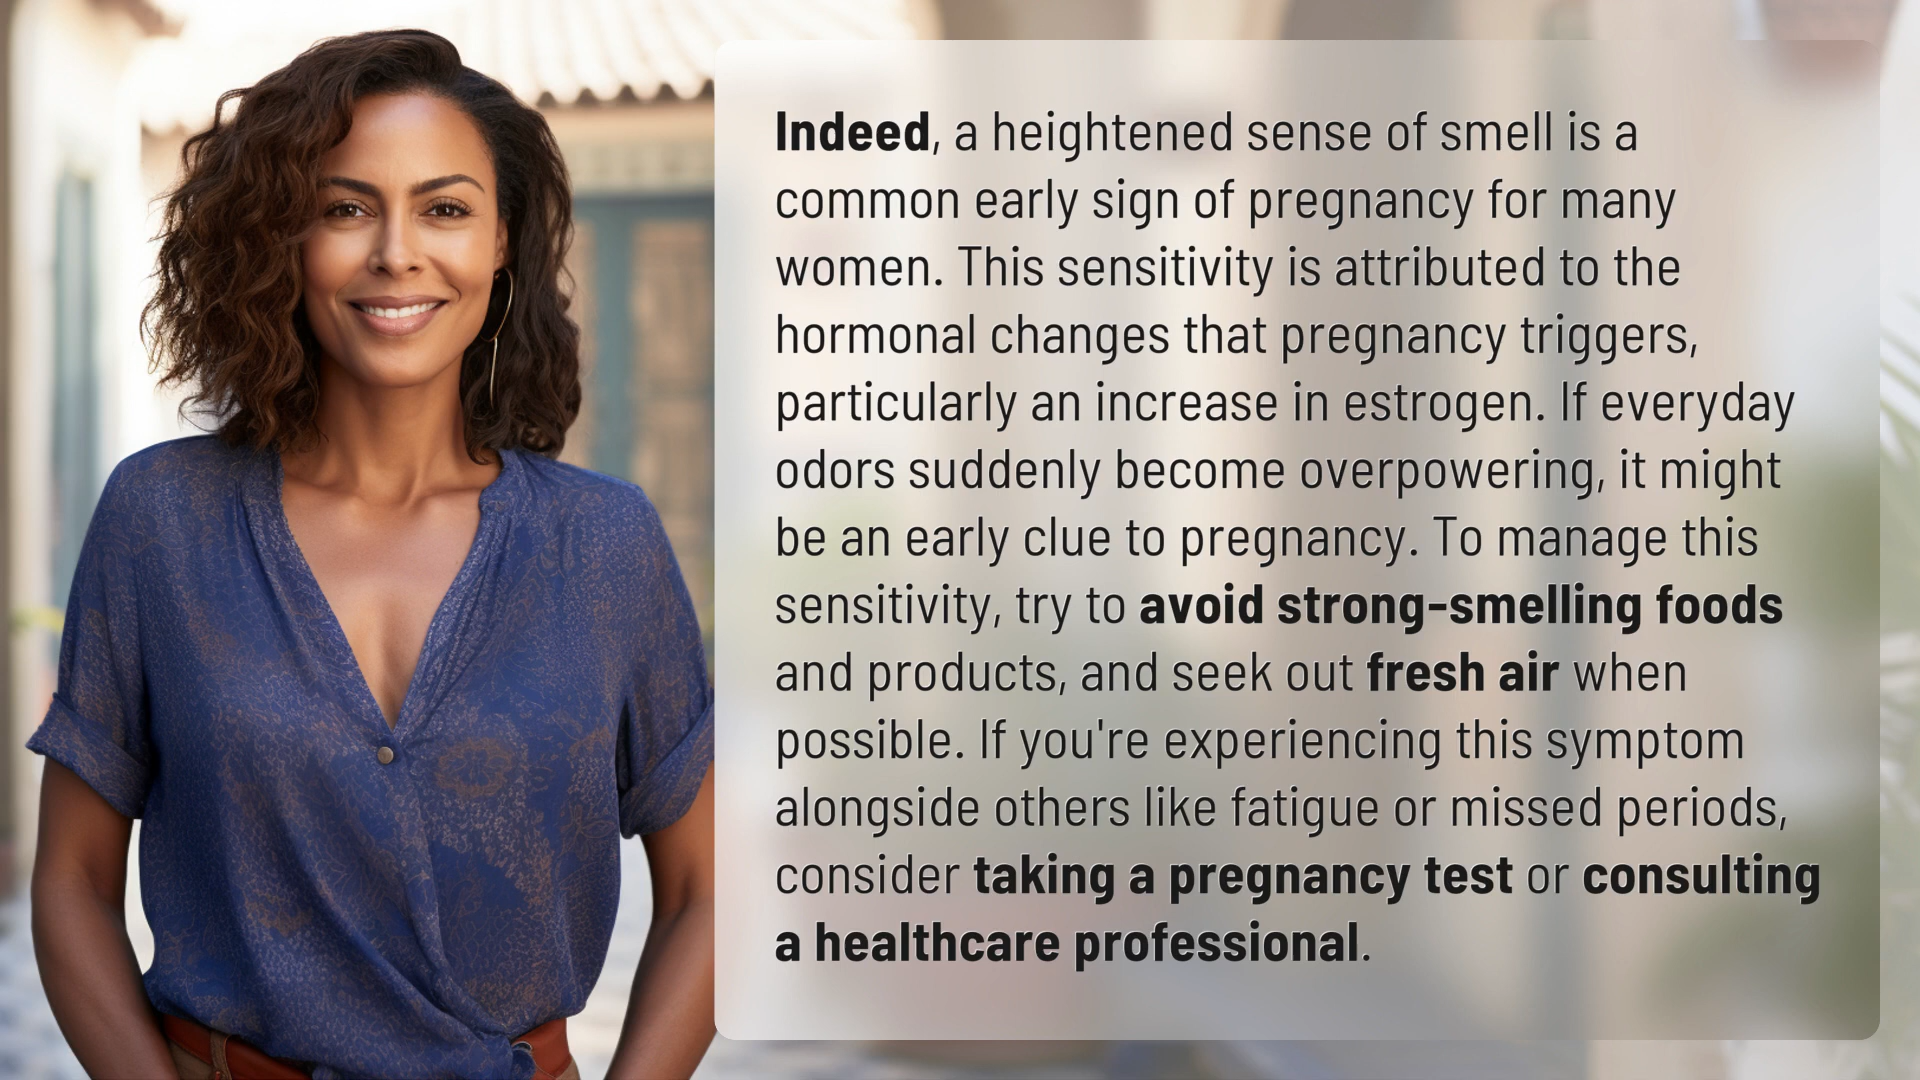 Indeed, a heightened sense of smell is a
common early sign of pregnancy for many
women. This sensitivity is attributed to the
hormonal changes that pregnancy triggers,
particularly an increase in estrogen. If everyday
odors suddenly become overpowering, it might
be an early clue to pregnancy. To manage this
sensitivity, try to avoid strong-smelling foods
and products, and seek out fresh air when
possible. If you're experiencing this symptom
alongside others like fatigue or missed periods,
consider taking a pregnancy test or consulting
a healthcare professional.